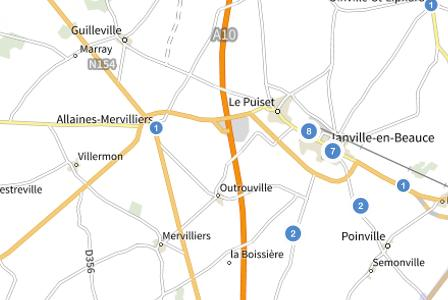 Guilleville
Marray
A10
N154
Le Puiset
Allaines-Mervilliers
1
1
8
7
Janville-en-Beauce
Villermon
1
Outrouville
2
2
Mervilliers
Poinville
la Boissière
D356
Semonville